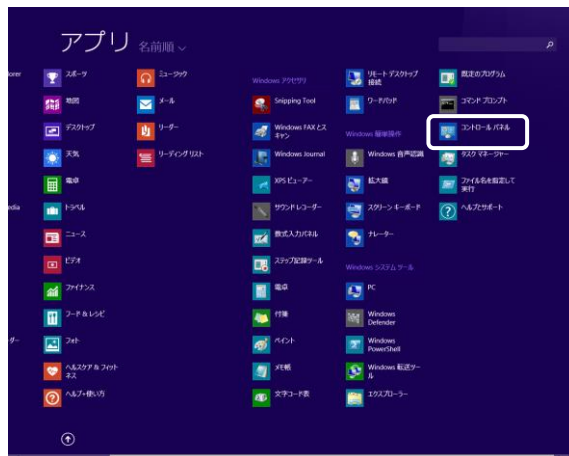 アプリ 名前順
lorer
スポーツ
地図
デスクトップ
天気
電卓
edia
トラベル
ニュース
ビデオ
ファイナンス
フード & レシピ
ダー
フォト
ヘルスケア & フィット
ネス
ヘルプ+使い方
ミュージック
メール
リーダー
リーディング リスト
Windows アクセサリ
Snipping Tool
Windows FAX とス
キャン
Windows Journal
XPS ビューアー
サウンド レコーダー
数式入力パネル
ステップ記録ツール
電卓
付箋
ペイント
メモ帳
文字コード表
リモート デスクトップ
接続
ワードパッド
Windows 簡単操作
Windows 音声認識
拡大鏡
スクリーン キーボード
ナレーター
Windows システム ツール
PC
Windows
Defender
Windows
PowerShell
Windows 転送ツー
ル
エクスプローラー
既定のプログラム
コマンド プロンプト
コントロール パネル
タスク マネージャー
ファイル名を指定して
実行
ヘルプとサポート